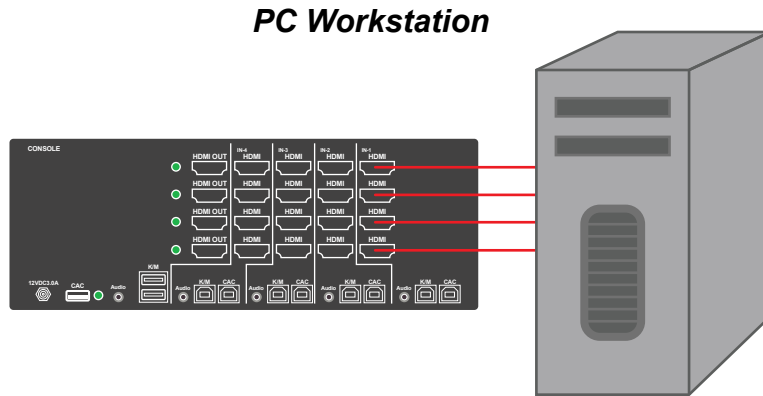 PC Workstation
CONSOLE
IN-4 IN-3 IN-2 IN-1
HDMI OUT HDMI HDMI HDMI HDMI
HDMI OUT HDMI HDMI HDMI HDMI
HDMI OUT HDMI HDMI HDMI HDMI
HDMI OUT HDMI HDMI HDMI HDMI
K/M
12VDC3.0A CAC Audio Audio K/M CAC Audio K/M CAC Audio K/M CAC Audio K/M CAC